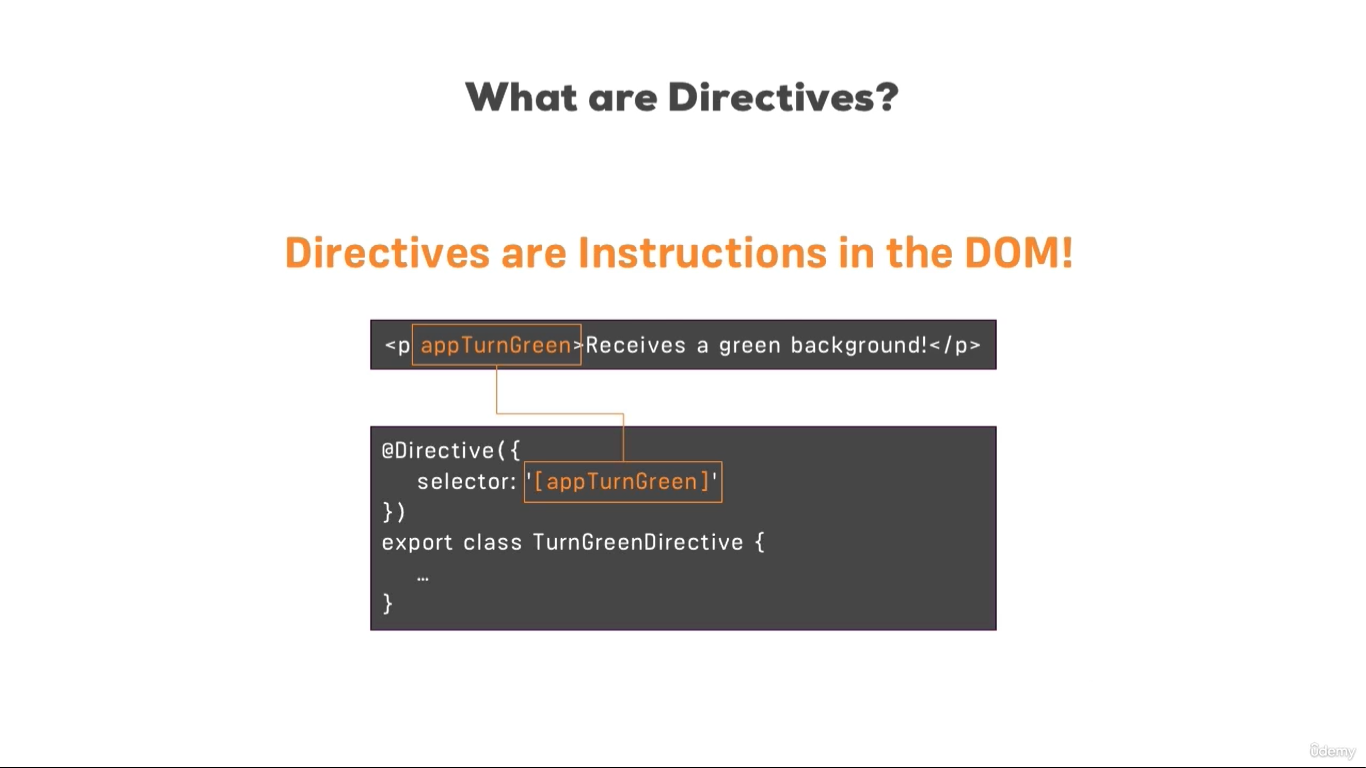 What are Directives?
Directives are Instructions in the DOM!
<p appTurnGreen>Receives a green background!</p>
@Directive({
selector: '[appTurnGreen]'
})
export class TurnGreenDirective {
…
}
ûdemy